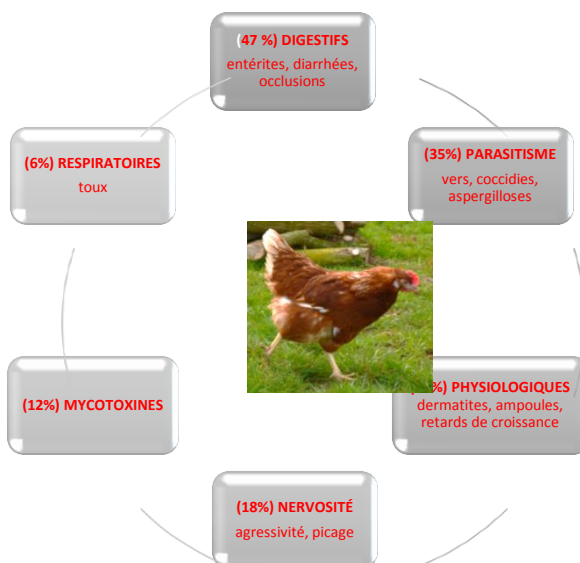 (47 %) DIGESTIFS
entérites, diarrhées,
occlusions
(35%) PARASITISME
vers, coccidies,
aspergilloses
%) PHYSIOLOGIQUES
dermatites, ampoules,
retards de croissance
(18%) NERVOSITÉ
agressivité, picage
(12%) MYCOTOXINES
(6%) RESPIRATOIRES
toux